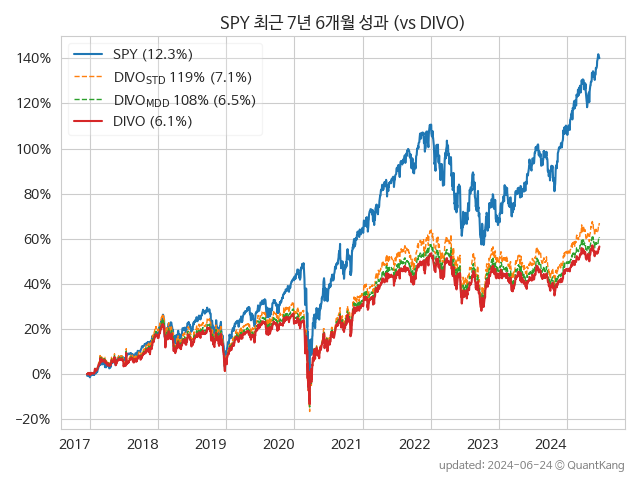 SPY 최근 7년 6개월 성과 (vs DIVO)
SPY (12.3%)
DIVO_STD 119% (7.1%)
DIVO_MDD 108% (6.5%)
DIVO (6.1%)
140%
120%
100%
80%
60%
40%
20%
0%
−20%
2017 2018 2019 2020 2021 2022 2023 2024
updated: 2024-06-24 © QuantKang